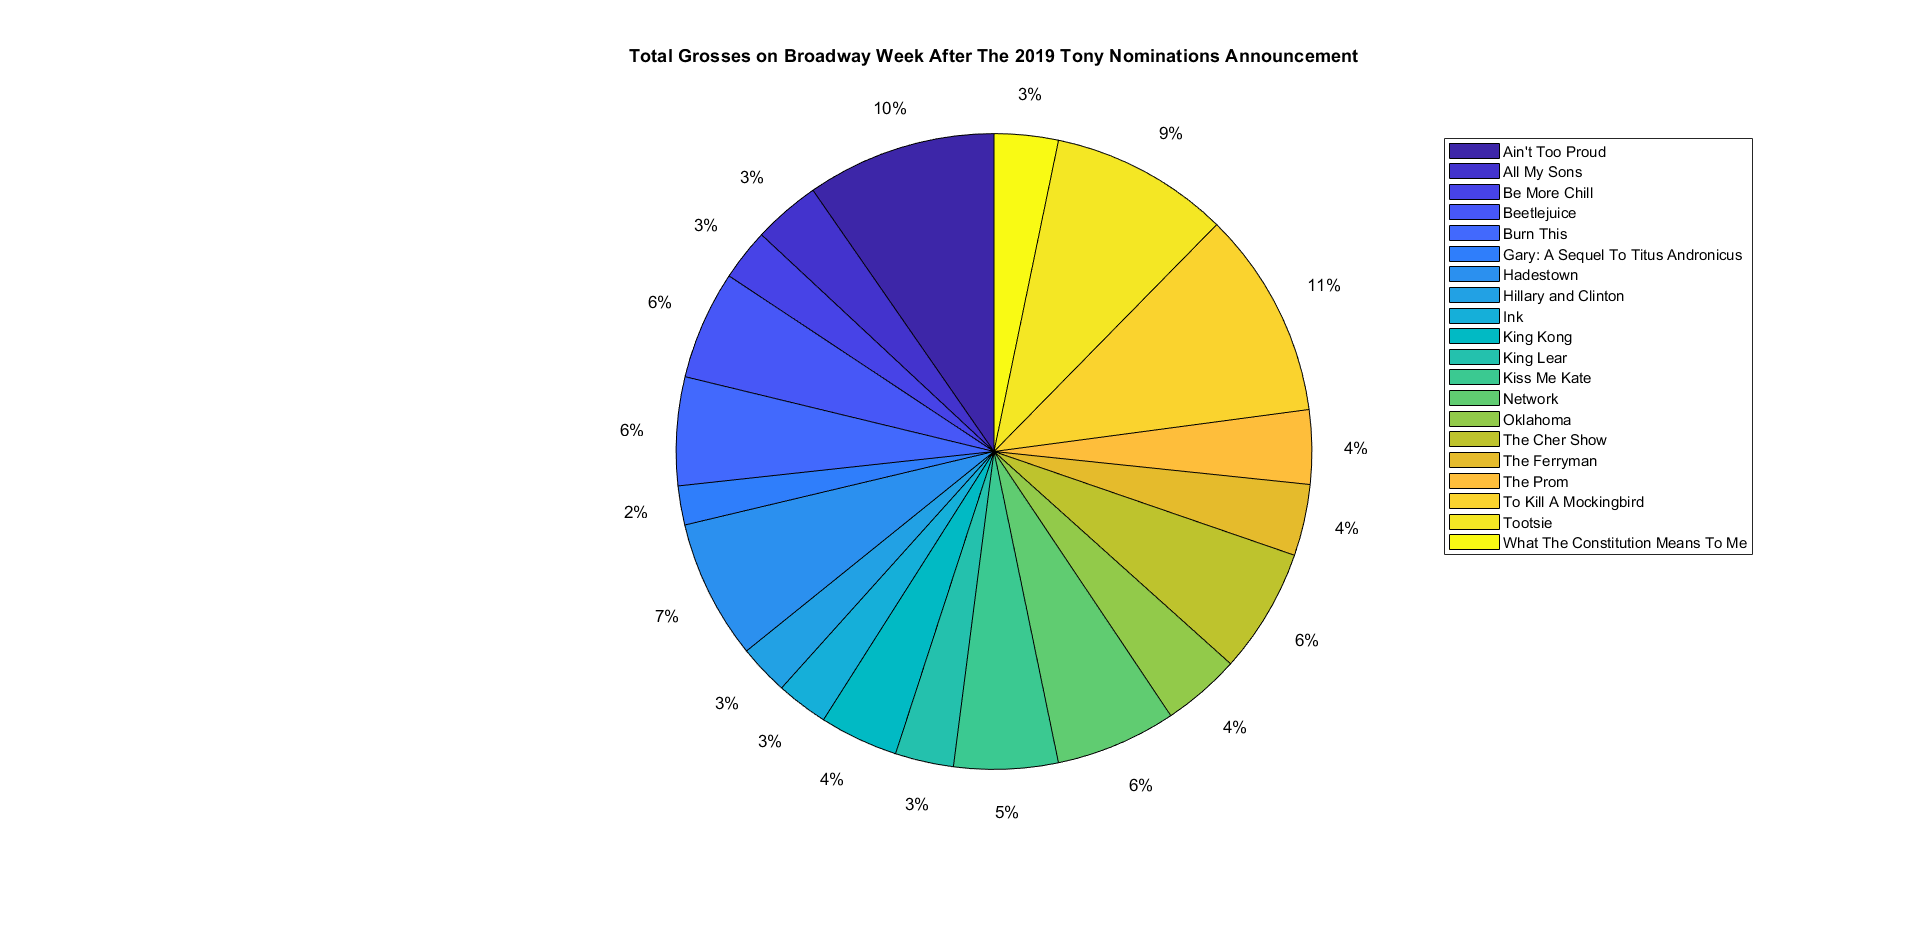 Total Grosses on Broadway Week After The 2019 Tony Nominations Announcement
3%
10%
9%
3%
3%
11%
6%
6%
4%
2%
4%
7%
6%
3%
4%
3%
4%
6%
3%
5%
Ain't Too Proud
All My Sons
Be More Chill
Beetlejuice
Burn This
Gary: A Sequel To Titus Andronicus
Hadestown
Hillary and Clinton
Ink
King Kong
King Lear
Kiss Me Kate
Network
Oklahoma
The Cher Show
The Ferryman
The Prom
To Kill A Mockingbird
Tootsie
What The Constitution Means To Me